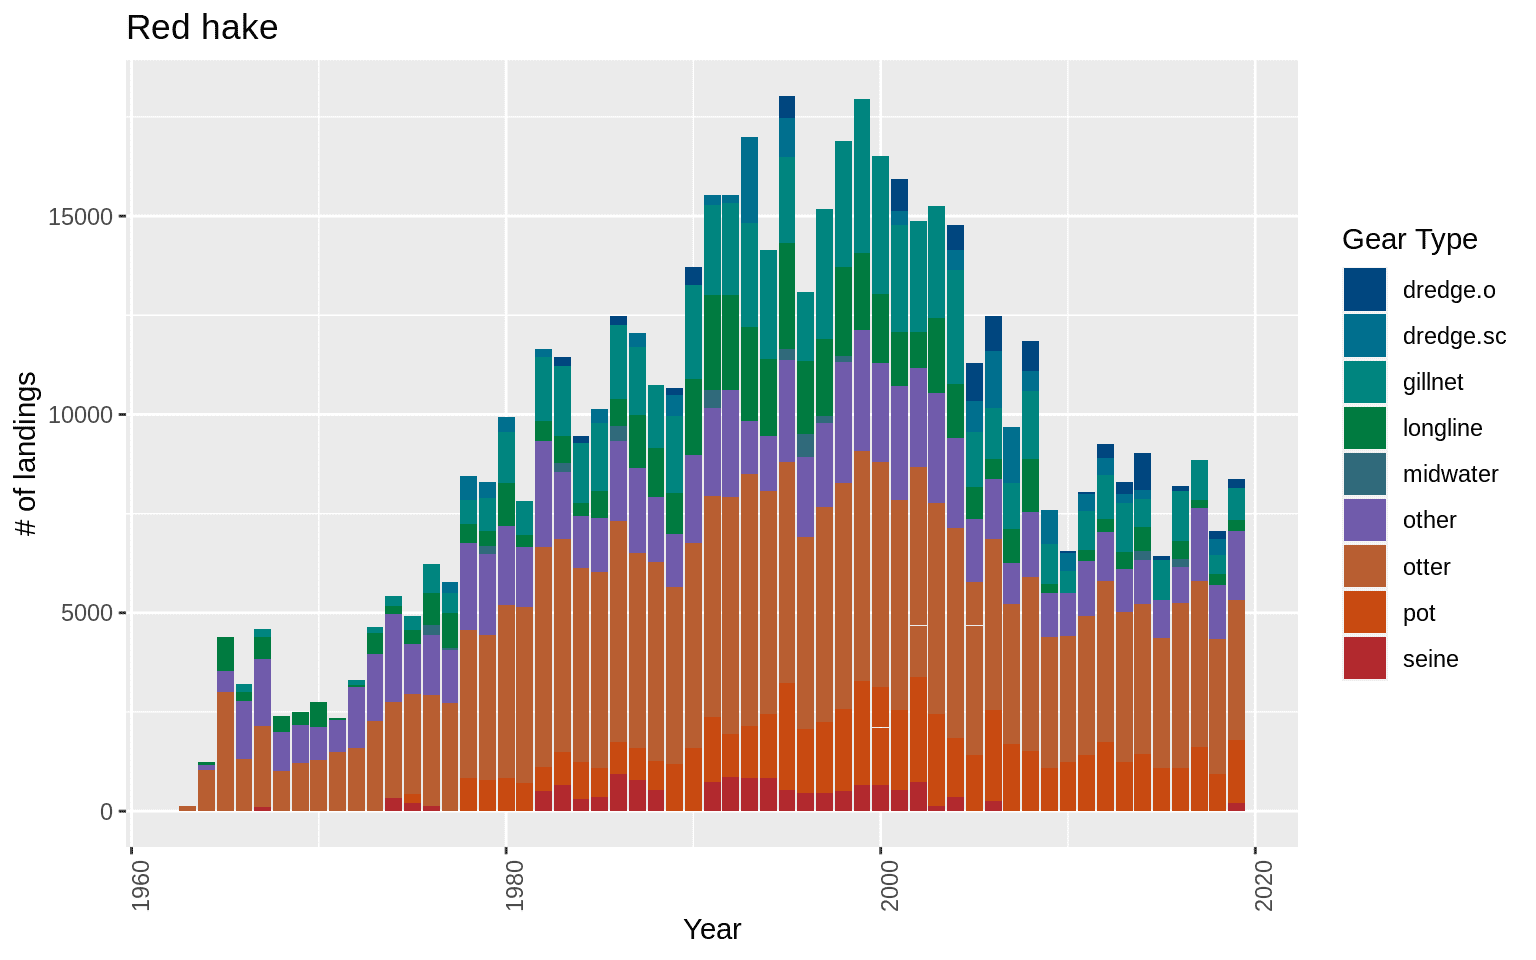 Red hake
# of landings
15000
10000
5000
0
1960
1980
2000
2020
Year
Gear Type
dredge.o
dredge.sc
gillnet
longline
midwater
other
otter
pot
seine